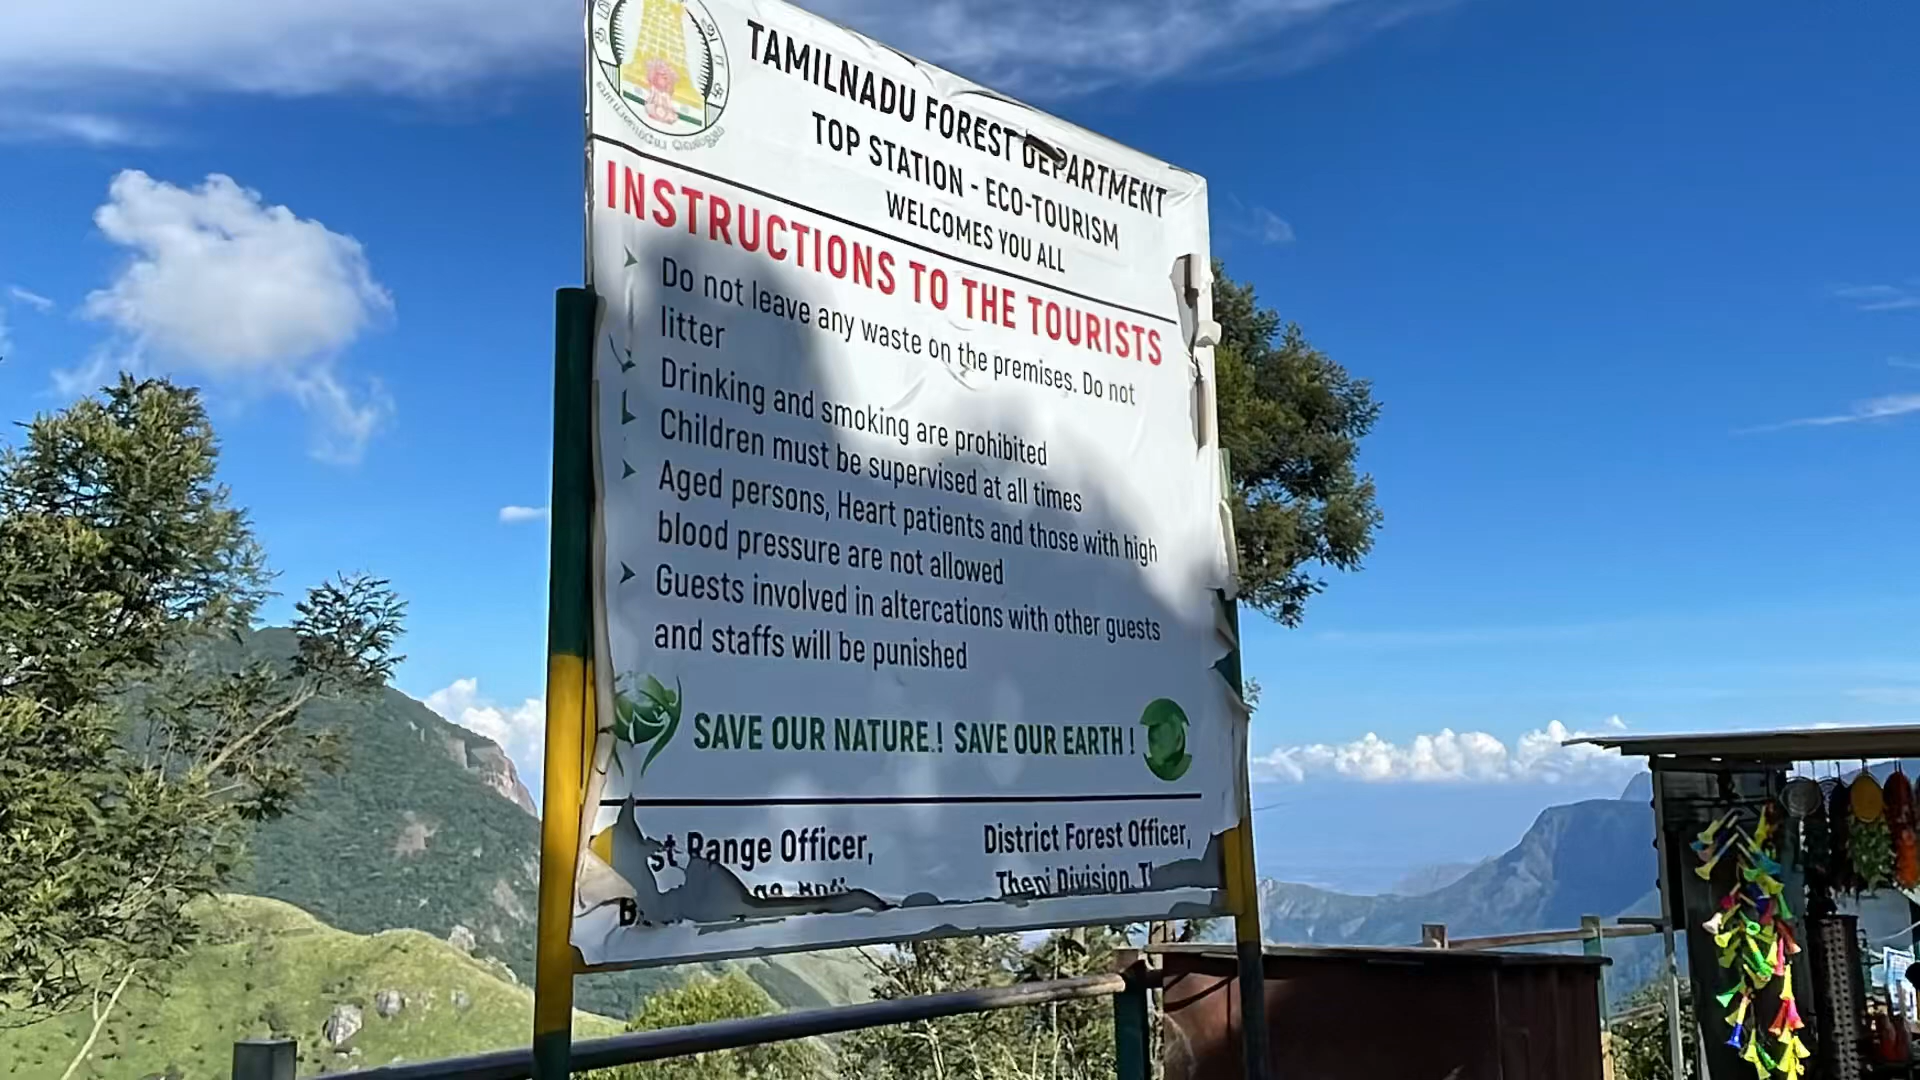 TAMILNADU FOREST DEPARTMENT
TOP STATION - ECO-TOURISM
WELCOMES YOU ALL
INSTRUCTIONS TO THE TOURISTS
Do not leave any waste on the premises. Do not
litter
Drinking and smoking are prohibited
Children must be supervised at all times
Aged persons, Heart patients and those with high
blood pressure are not allowed
Guests involved in altercations with other guests
and staffs will be punished
SAVE OUR NATURE.! SAVE OUR EARTH !
Range Officer,
District Forest Officer,
Theni Division,